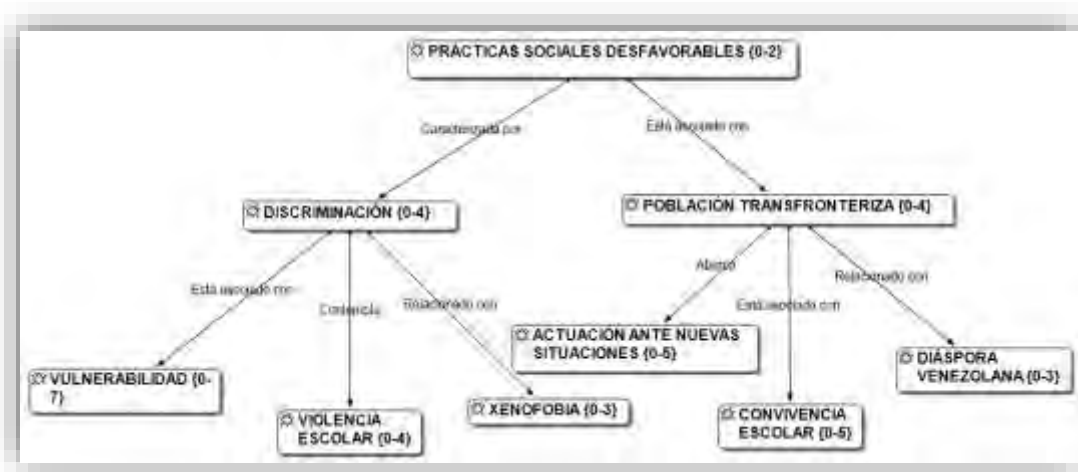 PRÁCTICAS SOCIALES DESFAVORABLES {0-2}
Caracterizada por
Está asociado con
DISCRIMINACIÓN {0-4}
POBLACIÓN TRANSFRONTERIZA {0-4}
Está asociado con
Relacionado con
Relacionado con
Está asociado con
ACTUACIÓN ANTE NUEVAS
SITUACIONES {0-5}
DIÁSPORA
VENEZOLANA {0-3}
VULNERABILIDAD {0-
7}
VIOLENCIA
ESCOLAR {0-4}
XENOFOBIA {0-3}
CONVIVENCIA
ESCOLAR {0-5}